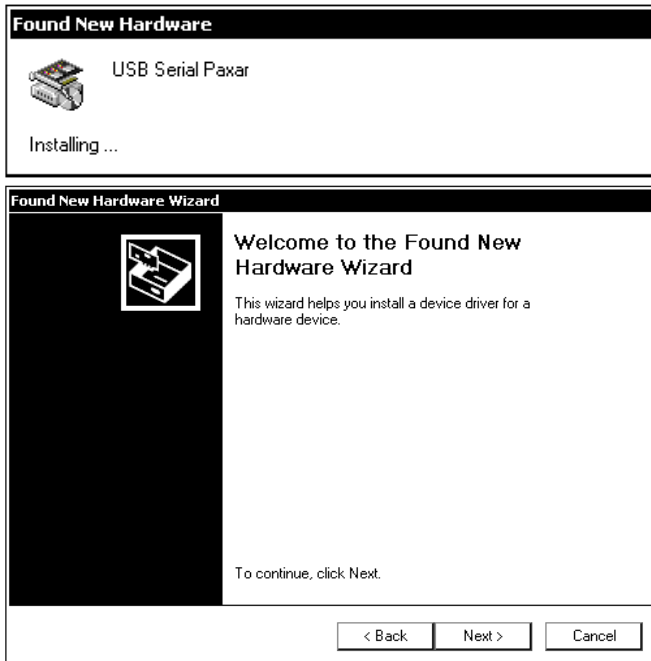 Found New Hardware
USB Serial Paxar
Installing ...
Found New Hardware Wizard
Welcome to the Found New
Hardware Wizard
This wizard helps you install a device driver for a
hardware device.
To continue, click Next.
< Back
Next >
Cancel